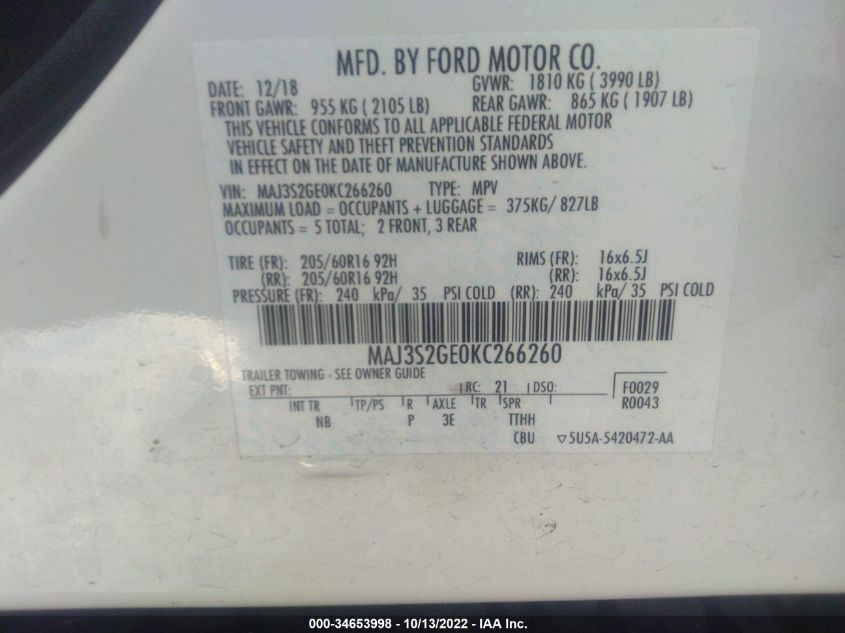 MFD. BY FORD MOTOR CO.
DATE: 12/18 GVWR: 1810 KG ( 3990 LB)
FRONT GAWR: 955 KG ( 2105 LB) REAR GAWR: 865 KG ( 1907 LB)
THIS VEHICLE CONFORMS TO ALL APPLICABLE FEDERAL MOTOR
VEHICLE SAFETY AND THEFT PREVENTION STANDARDS
IN EFFECT ON THE DATE OF MANUFACTURE SHOWN ABOVE.
VIN: MAJ3S2GE0KC266260 TYPE: MPV
MAXIMUM LOAD = OCCUPANTS + LUGGAGE = 375KG/ 827LB
OCCUPANTS = 5 TOTAL; 2 FRONT, 3 REAR
TIRE (FR): 205/60R16 92H RIMS (FR): 16x6.5J
(RR): 205/60R16 92H (RR): 16x6.5J
PRESSURE (FR): 240 kPa/ 35 PSI COLD (RR): 240 kPa/ 35 PSI COLD
MAJ3S2GE0KC266260
TRAILER TOWING - SEE OWNER GUIDE
EXT PNT: RC: 21 DSO: F0029
INT TR TP/PS R AXLE TR SPR R0043
NB P 3E TTHH
CBU ▽5U5A-5420472-AA
000-34653998 - 10/13/2022 - IAA Inc.